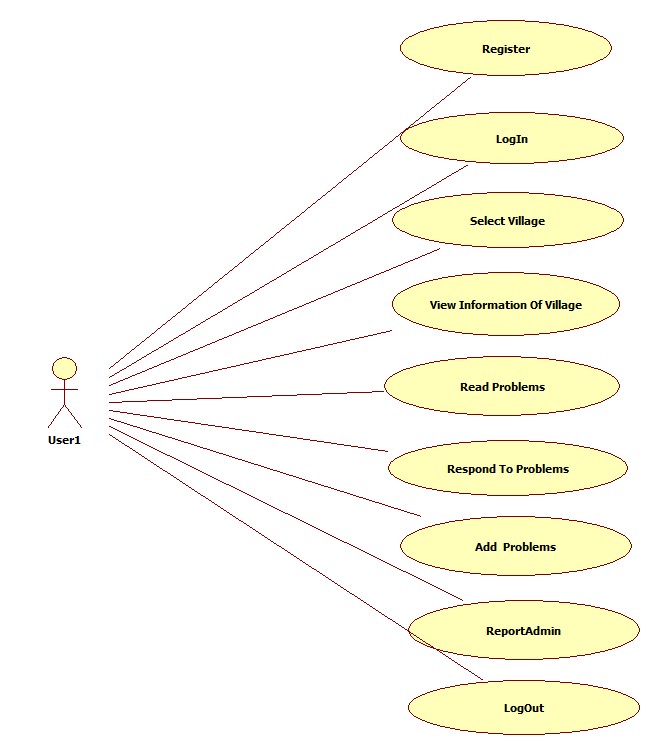 Register
LogIn
Select Village
View Information Of Village
Read Problems
User1
Respond To Problems
Add  Problems
ReportAdmin
LogOut